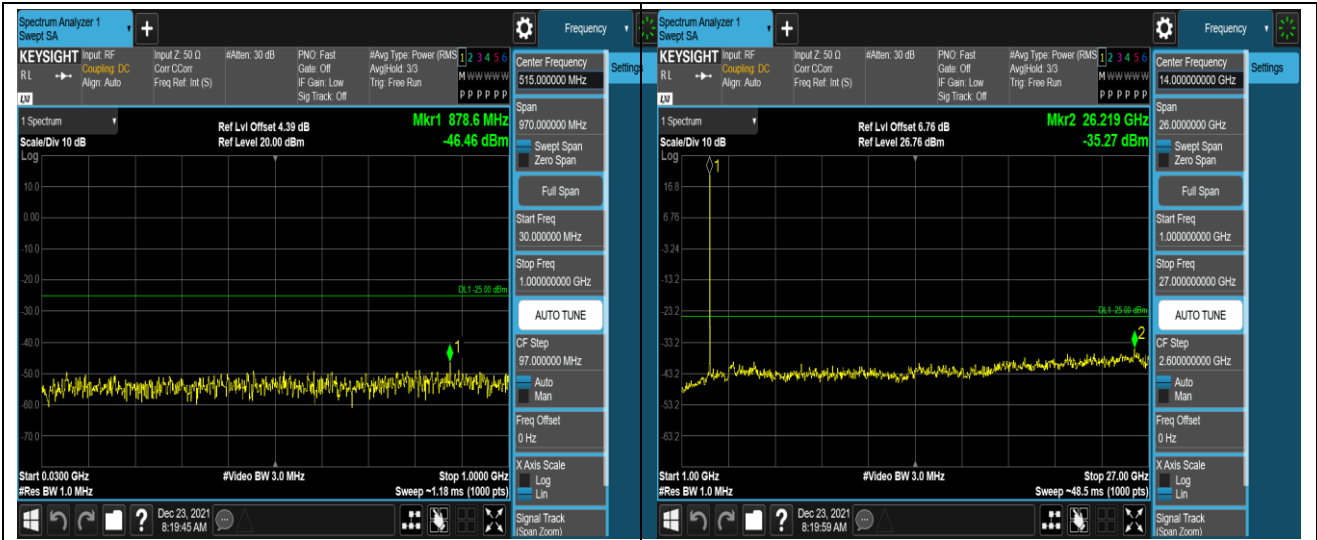 Spectrum Analyzer 1
Swept SA
Frequency
KEYSIGHT
RL
LXI
Input: RF
Coupling: DC
Align: Auto
Input Z: 50 Ω
Corr CCorr
Freq Ref: Int (S)
#Atten: 30 dB
PNO: Fast
Gate: Off
IF Gain: Low
Sig Track: Off
#Avg Type: Power (RMS
Avg|Hold: 3/3
Trig: Free Run
1 2 3 4 5 6
M W W W W W
P P P P P P
Center Frequency
515.000000 MHz
Settings
1 Spectrum
Scale/Div 10 dB
Log
Ref Lvl Offset 4.39 dB
Ref Level 20.00 dBm
Mkr1 878.6 MHz
-46.46 dBm
Span
970.000000 MHz
Swept Span
Zero Span
Full Span
Start Freq
30.000000 MHz
Stop Freq
1.000000000 GHz
AUTO TUNE
CF Step
97.000000 MHz
Auto
Man
Freq Offset
0 Hz
X Axis Scale
Log
Lin
Signal Track
(Span Zoom)
10.0
0.00
-10.0
-20.0
-30.0
-40.0
-50.0
-60.0
-70.0
DL1 -25.00 dBm
1
Start 0.0300 GHz
#Res BW 1.0 MHz
#Video BW 3.0 MHz
Stop 1.0000 GHz
Sweep ~1.18 ms (1000 pts)
?
Dec 23, 2021
8:19:45 AM
Spectrum Analyzer 1
Swept SA
Frequency
KEYSIGHT
RL
LXI
Input: RF
Coupling: DC
Align: Auto
Input Z: 50 Ω
Corr CCorr
Freq Ref: Int (S)
#Atten: 30 dB
PNO: Fast
Gate: Off
IF Gain: Low
Sig Track: Off
#Avg Type: Power (RMS
Avg|Hold: 3/3
Trig: Free Run
1 2 3 4 5 6
M W W W W W
P P P P P P
Center Frequency
14.000000000 GHz
Settings
1 Spectrum
Scale/Div 10 dB
Log
Ref Lvl Offset 6.76 dB
Ref Level 26.76 dBm
Mkr2 26.219 GHz
-35.27 dBm
Span
26.0000000 GHz
Swept Span
Zero Span
Full Span
Start Freq
1.000000000 GHz
Stop Freq
27.000000000 GHz
AUTO TUNE
CF Step
2.600000000 GHz
Auto
Man
Freq Offset
0 Hz
X Axis Scale
Log
Lin
Signal Track
(Span Zoom)
16.8
6.76
-3.24
-13.2
-23.2
-33.2
-43.2
-53.2
-63.2
DL1 -25.00 dBm
1
2
Start 1.00 GHz
#Res BW 1.0 MHz
#Video BW 3.0 MHz
Stop 27.00 GHz
Sweep ~48.5 ms (1000 pts)
?
Dec 23, 2021
8:19:59 AM